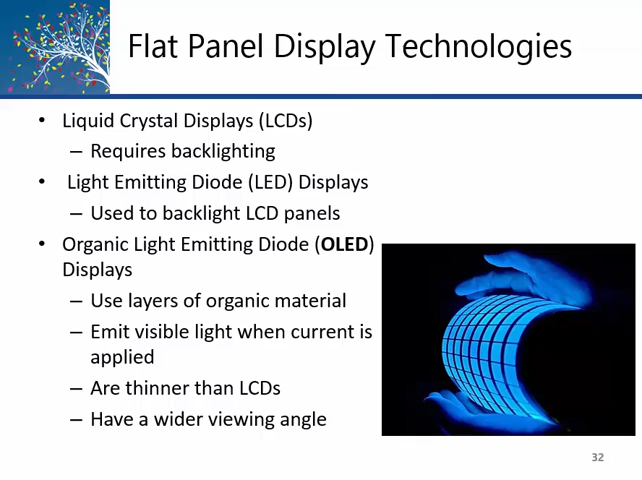 Flat Panel Display Technologies
• Liquid Crystal Displays (LCDs)
– Requires backlighting
• Light Emitting Diode (LED) Displays
– Used to backlight LCD panels
• Organic Light Emitting Diode (OLED)
Displays
– Use layers of organic material
– Emit visible light when current is
applied
– Are thinner than LCDs
– Have a wider viewing angle
32